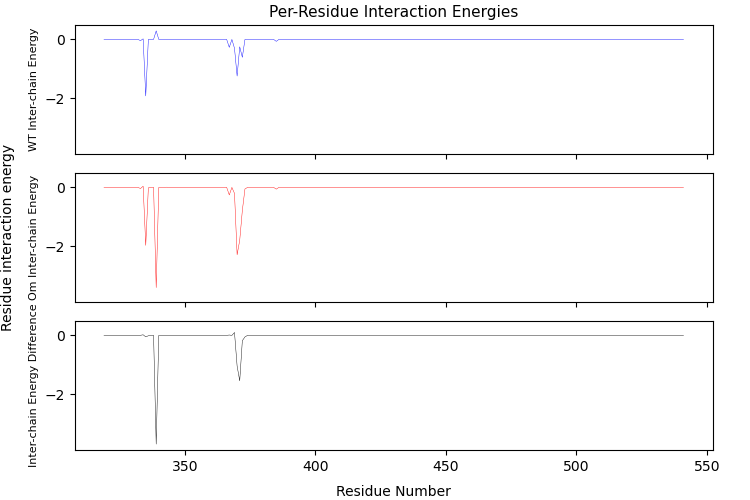 Per-Residue Interaction Energies
Residue interaction energy
WT Inter-chain Energy
0
−2
Om Inter-chain Energy
0
−2
Inter-chain Energy Difference
0
−2
350
400
450
500
550
Residue Number